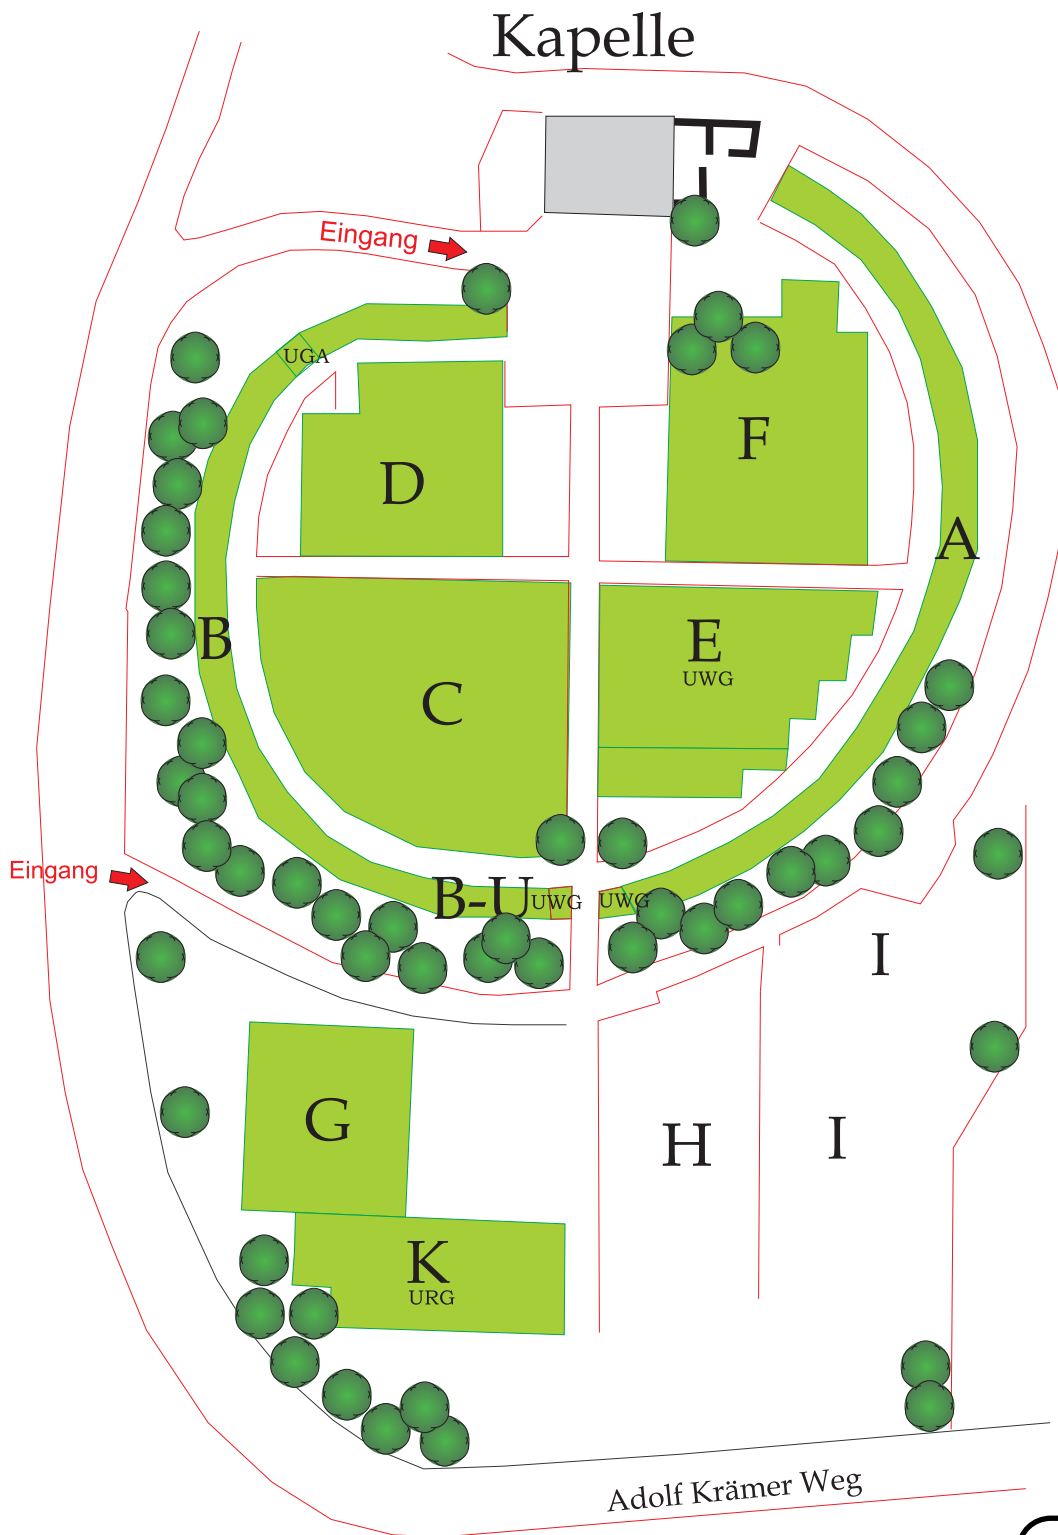 Kapelle
Eingang
UGA
F
D
A
B
E
UWG
C
Eingang
B-U
UWG
UWG
I
G
H
I
K
URG
Adolf Krämer Weg